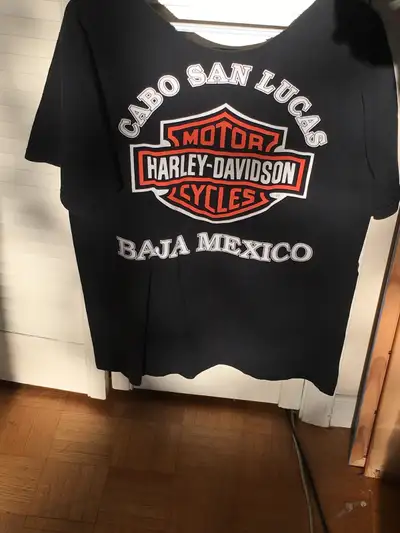 CABO SAN LUCAS
MOTOR
HARLEY-DAVIDSON
CYCLES
BAJA MEXICO